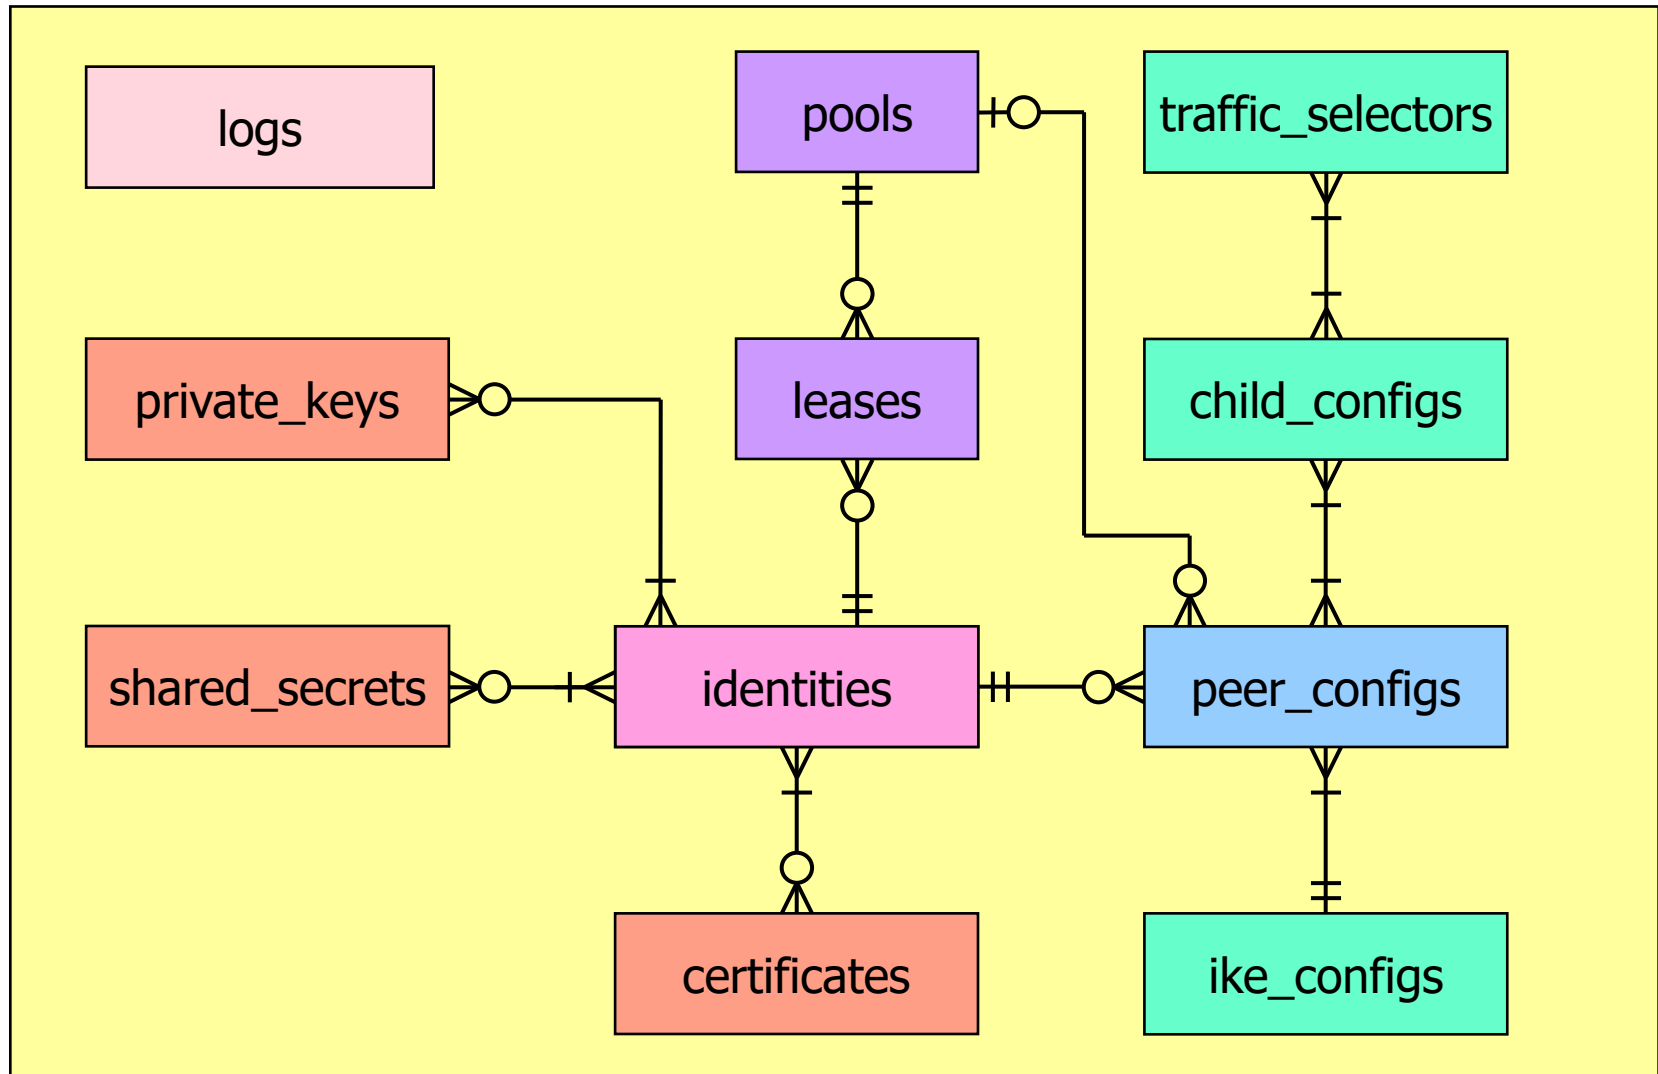 logs
pools
traffic_selectors
private_keys
leases
child_configs
shared_secrets
identities
peer_configs
certificates
ike_configs